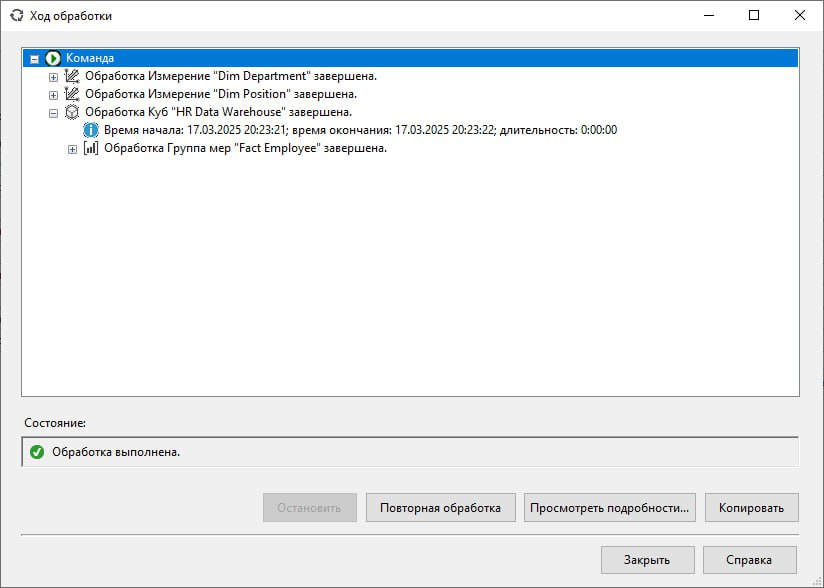 Ход обработки
Команда
Обработка Измерение "Dim Department" завершена.
Обработка Измерение "Dim Position" завершена.
Обработка Куб "HR Data Warehouse" завершена.
Время начала: 17.03.2025 20:23:21; время окончания: 17.03.2025 20:23:22; длительность: 0:00:00
Обработка Группа мер "Fact Employee" завершена.
Состояние:
Обработка выполнена.
Остановить Повторная обработка Просмотреть подробности... Копировать
Закрыть Справка